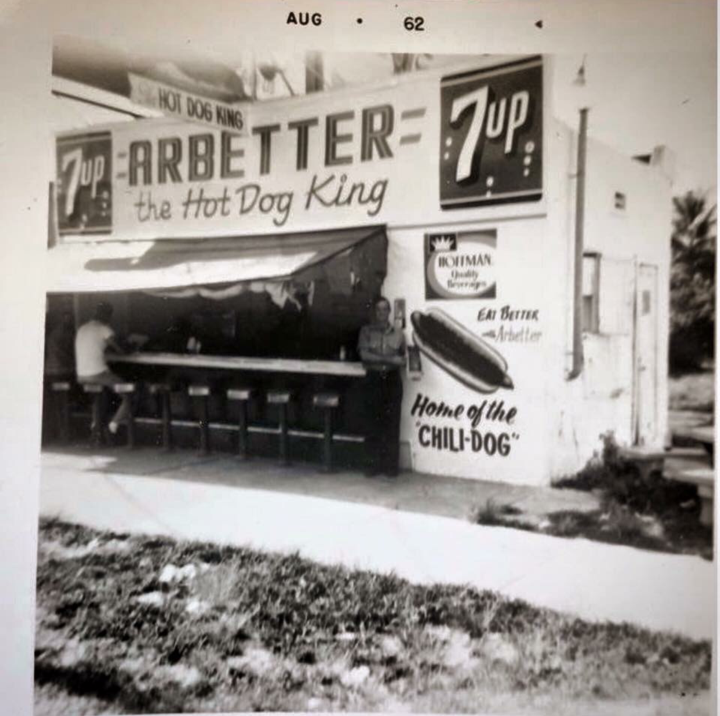 AUG • 62
HOT DOG KING
ARBETTER
the Hot Dog King
7up
7up
HOFFMAN
Quality
Beverages
EAT BETTER
Arbetter
Home of the
"CHILI-DOG"